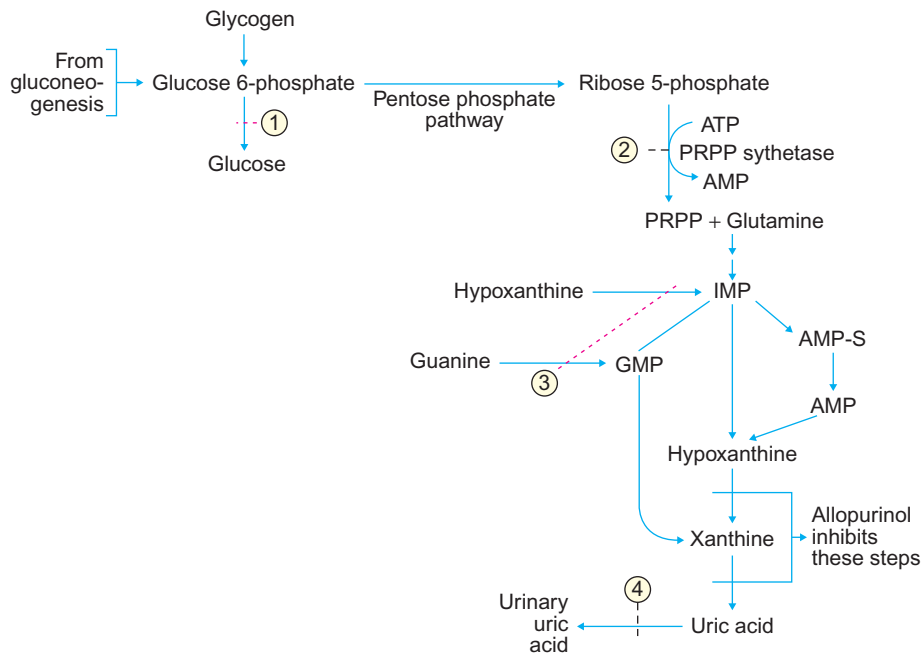 Glycogen
From
gluconeo-
genesis
Glucose 6-phosphate
Pentose phosphate
pathway
Ribose 5-phosphate
1
Glucose
ATP
2
PRPP sythetase
AMP
PRPP + Glutamine
Hypoxanthine
IMP
AMP-S
Guanine
GMP
3
AMP
Hypoxanthine
Allopurinol
inhibits
these steps
Xanthine
4
Urinary
uric
acid
Uric acid